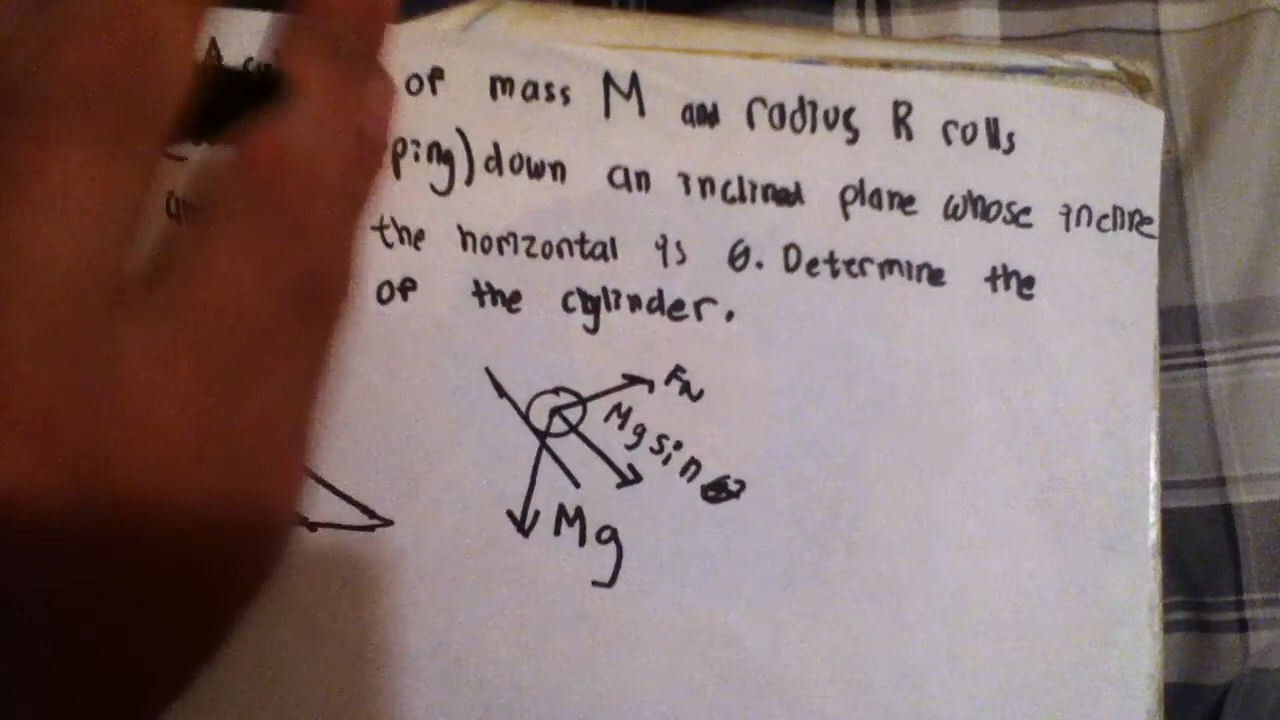 of mass M and radius R rolls
ping) down an inclined plane whose incline
the horizontal is θ. Determine the
of the cylinder.
FN
Mg sin θ
Mg